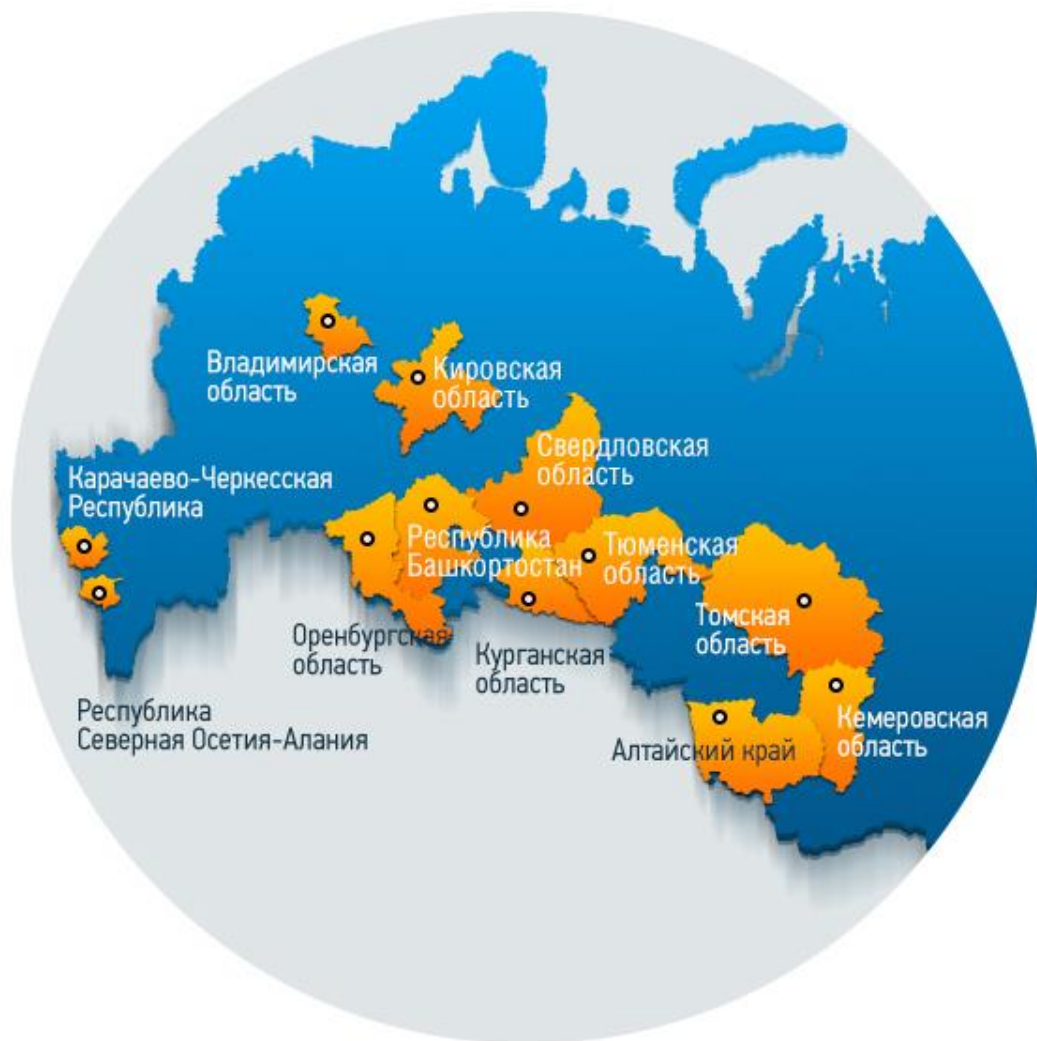 Владимирская
область
Кировская
область
Свердловская
область
Карачаево-Черкесская
Республика
Республика
Башкортостан
Тюменская
область
Томская
область
Оренбургская
область
Курганская
область
Республика
Северная Осетия-Алания
Алтайский край
Кемеровская
область